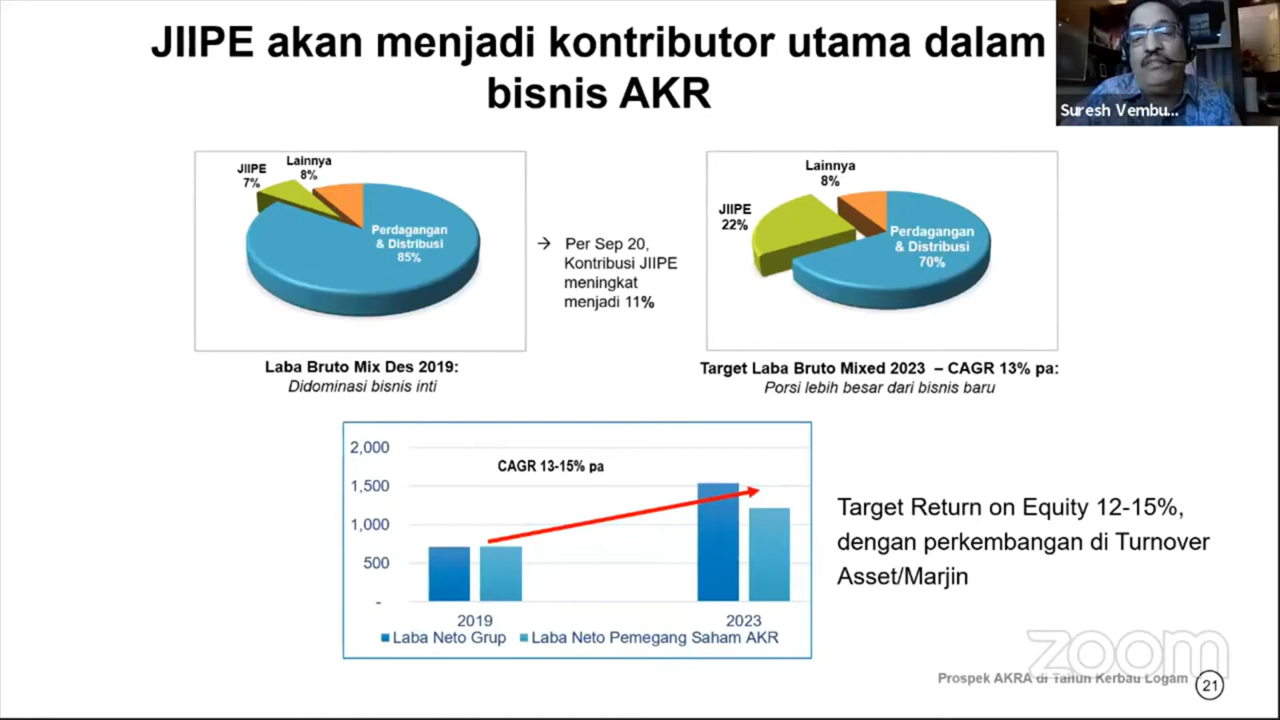 JIIPE akan menjadi kontributor utama dalam
bisnis AKR
Suresh Vembu...
JIIPE
7%
Lainnya
8%
Perdagangan
& Distribusi
85%
→ Per Sep 20,
Kontribusi JIIPE
meningkat
menjadi 11%
Lainnya
8%
JIIPE
22%
Perdagangan
& Distribusi
70%
Laba Bruto Mix Des 2019:
Didominasi bisnis inti
Target Laba Bruto Mixed 2023 – CAGR 13% pa:
Porsi lebih besar dari bisnis baru
2,000
1,500
1,000
500
-
CAGR 13-15% pa
2019
2023
Laba Neto Grup
Laba Neto Pemegang Saham AKR
Target Return on Equity 12-15%,
dengan perkembangan di Turnover
Asset/Marjin
zoom
Prospek AKRA di Tahun Kerbau Logam
21